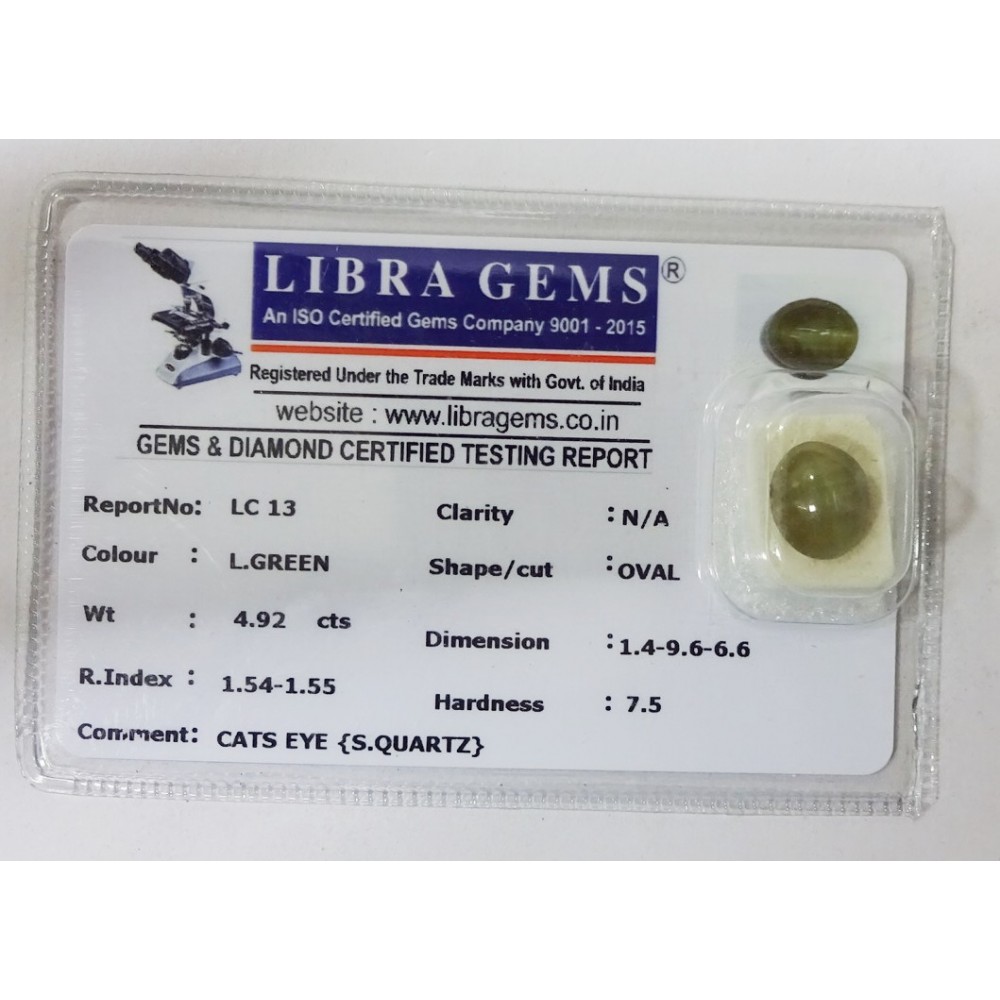 LIBRA GEMS ®
An ISO Certified Gems Company 9001 - 2015
Registered Under the Trade Marks with Govt. of India
website : www.libragems.co.in
GEMS & DIAMOND CERTIFIED TESTING REPORT
ReportNo: LC 13
Clarity : N/A
Colour : L.GREEN
Shape/cut : OVAL
Wt : 4.92 cts
Dimension : 1.4-9.6-6.6
R.Index : 1.54-1.55
Hardness : 7.5
Comment: CATS EYE {S.QUARTZ}